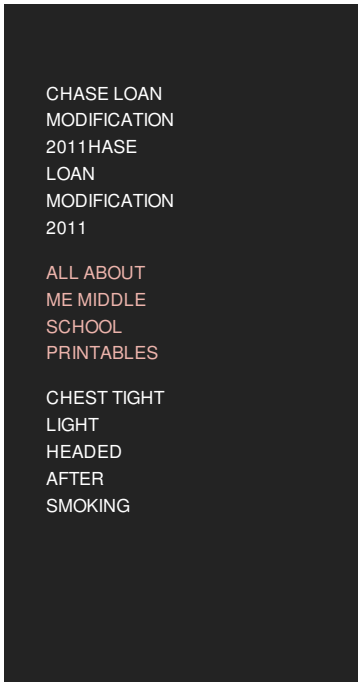 CHASE LOAN
MODIFICATION
2011HASE
LOAN
MODIFICATION
2011
ALL ABOUT
ME MIDDLE
SCHOOL
PRINTABLES
CHEST TIGHT
LIGHT
HEADED
AFTER
SMOKING